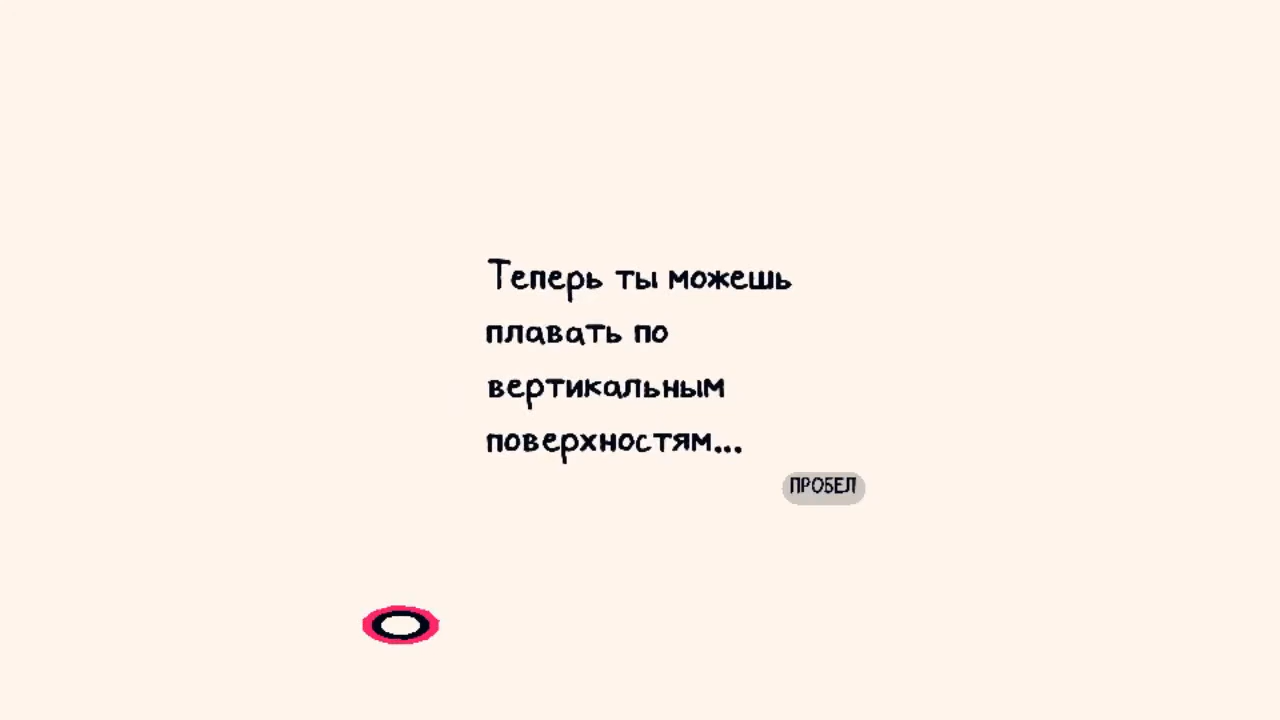 Теперь ты можешь
плавать по
вертикальным
поверхностям...
ПРОБЕЛ